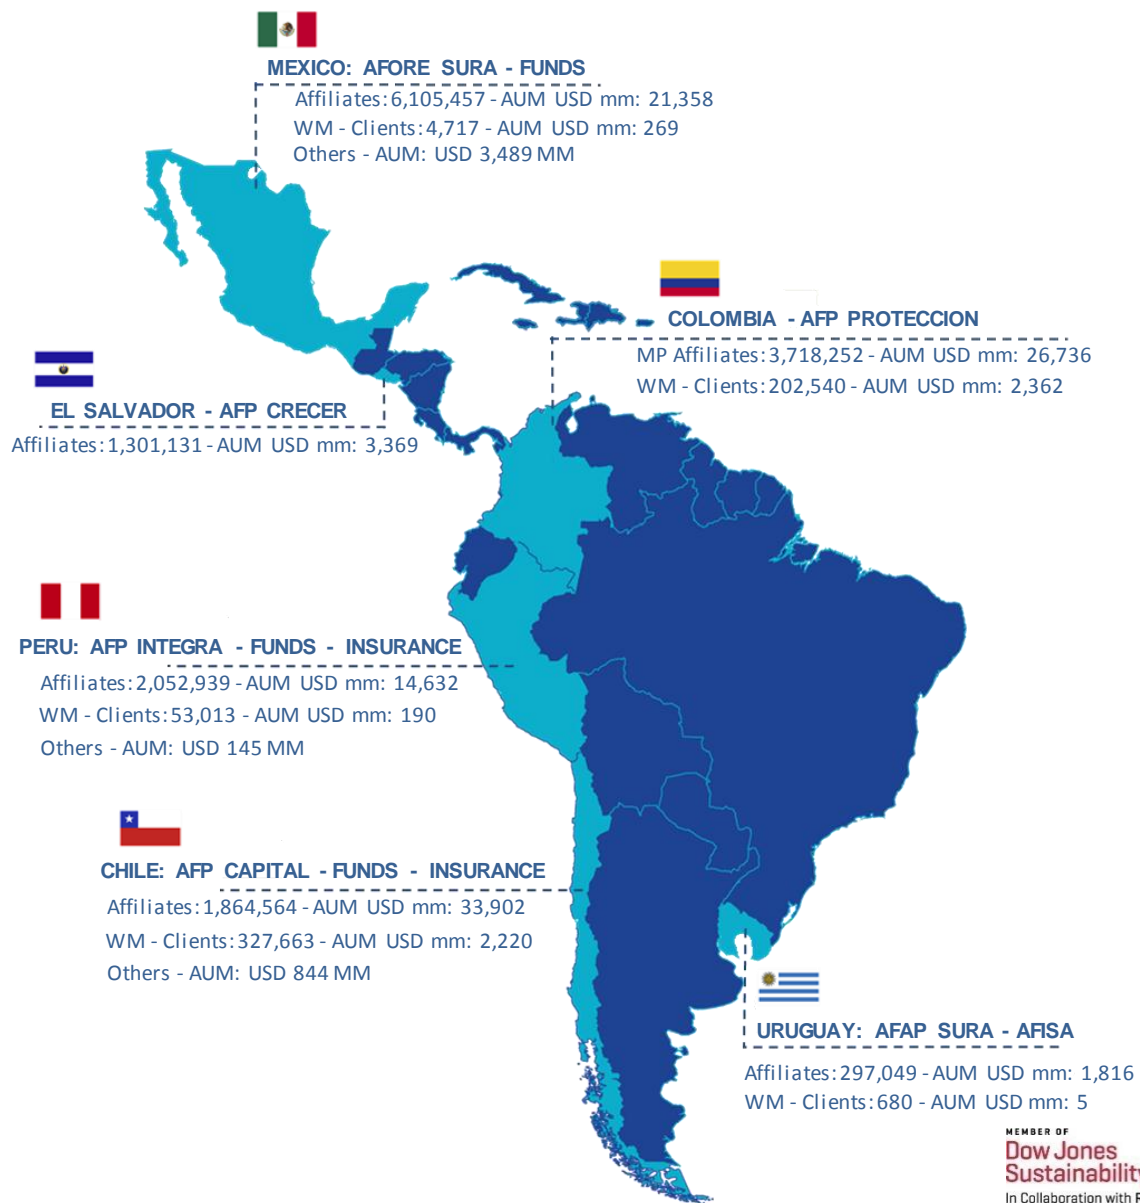 MEXICO: AFORE SURA - FUNDS
Affiliates: 6,105,457 - AUM USD mm: 21,358
WM - Clients: 4,717 - AUM USD mm: 269
Others - AUM: USD 3,489 MM
COLOMBIA - AFP PROTECCION
MP Affiliates: 3,718,252 - AUM USD mm: 26,736
WM - Clients: 202,540 - AUM USD mm: 2,362
EL SALVADOR - AFP CRECER
Affiliates: 1,301,131 - AUM USD mm: 3,369
PERU: AFP INTEGRA - FUNDS - INSURANCE
Affiliates: 2,052,939 - AUM USD mm: 14,632
WM - Clients: 53,013 - AUM USD mm: 190
Others - AUM: USD 145 MM
CHILE: AFP CAPITAL - FUNDS - INSURANCE
Affiliates: 1,864,564 - AUM USD mm: 33,902
WM - Clients: 327,663 - AUM USD mm: 2,220
Others - AUM: USD 844 MM
URUGUAY: AFAP SURA - AFISA
Affiliates: 297,049 - AUM USD mm: 1,816
WM - Clients: 680 - AUM USD mm: 5
MEMBER OF
Dow Jones
Sustainability
In Collaboration with